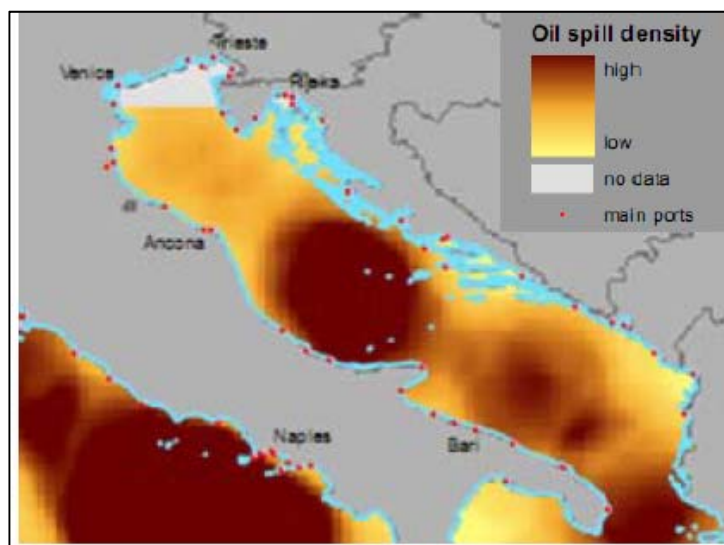 Oil spill density
high
low
no data
main ports
Trieste
Venice
Rijeka
Ancona
Naples
Bari